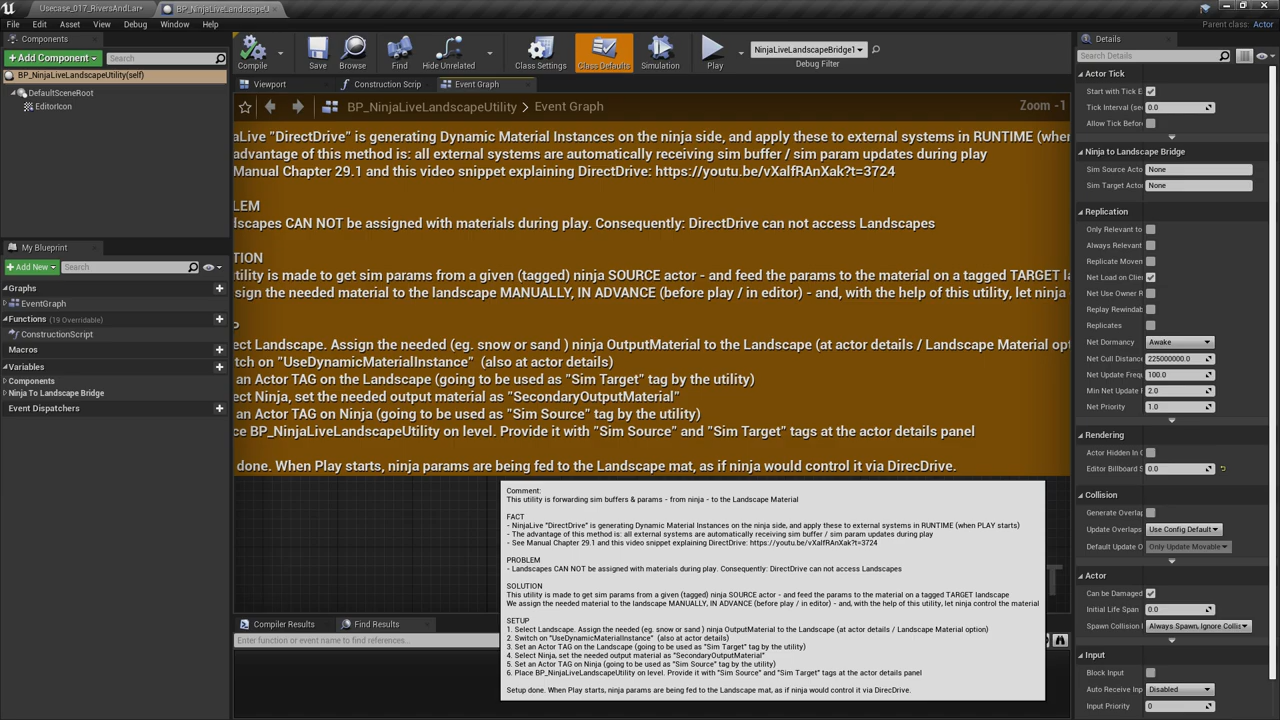 Usecase_017_RiversAndLar*
BP_NinjaLiveLandscapeU
File Edit Asset View Debug Window Help
Parent class: Actor
Components
+ Add Component
Search
BP_NinjaLiveLandscapeUtility(self)
DefaultSceneRoot
EditorIcon
Compile
Save
Browse
Find
Hide Unrelated
Class Settings
Class Defaults
Simulation
Play
NinjaLiveLandscapeBridge1
Debug Filter
Viewport
Construction Scrip
Event Graph
BP_NinjaLiveLandscapeUtility > Event Graph
Zoom -1
aLive "DirectDrive" is generating Dynamic Material Instances on the ninja side, and apply these to external systems in RUNTIME (whe
advantage of this method is: all external systems are automatically receiving sim buffer / sim param updates during play
Manual Chapter 29.1 and this video snippet explaining DirectDrive: https://youtu.be/vXalfRAnXak?t=3724
LEM
dscapes CAN NOT be assigned with materials during play. Consequently: DirectDrive can not access Landscapes
TION
tility is made to get sim params from a given (tagged) ninja SOURCE actor - and feed the params to the material on a tagged TARGET la
sign the needed material to the landscape MANUALLY, IN ADVANCE (before play / in editor) - and, with the help of this utility, let ninja
P
ect Landscape. Assign the needed (eg. snow or sand ) ninja OutputMaterial to the Landscape (at actor details / Landscape Material opt
tch on "UseDynamicMaterialInstance" (also at actor details)
an Actor TAG on the Landscape (going to be used as "Sim Target" tag by the utility)
ect Ninja, set the needed output material as "SecondaryOutputMaterial"
an Actor TAG on Ninja (going to be used as "Sim Source" tag by the utility)
ce BP_NinjaLiveLandscapeUtility on level. Provide it with "Sim Source" and "Sim Target" tags at the actor details panel
done. When Play starts, ninja params are being fed to the Landscape mat, as if ninja would control it via DirecDrive.
Comment:
This utility is forwarding sim buffers & params - from ninja - to the Landscape Material
FACT
- NinjaLive "DirectDrive" is generating Dynamic Material Instances on the ninja side, and apply these to external systems in RUNTIME (when PLAY starts)
- The advantage of this method is: all external systems are automatically receiving sim buffer / sim param updates during play
- See Manual Chapter 29.1 and this video snippet explaining DirectDrive: https://youtu.be/vXalfRAnXak?t=3724
PROBLEM
- Landscapes CAN NOT be assigned with materials during play. Consequently: DirectDrive can not access Landscapes
SOLUTION
This utility is made to get sim params from a given (tagged) ninja SOURCE actor - and feed the params to the material on a tagged TARGET landscape
We assign the needed material to the landscape MANUALLY, IN ADVANCE (before play / in editor) - and, with the help of this utility, let ninja control the material
SETUP
1. Select Landscape. Assign the needed (eg. snow or sand ) ninja OutputMaterial to the Landscape (at actor details / Landscape Material option)
2. Switch on "UseDynamicMaterialInstance" (also at actor details)
3. Set an Actor TAG on the Landscape (going to be used as "Sim Target" tag by the utility)
4. Select Ninja, set the needed output material as "SecondaryOutputMaterial"
5. Set an Actor TAG on Ninja (going to be used as "Sim Source" tag by the utility)
6. Place BP_NinjaLiveLandscapeUtility on level. Provide it with "Sim Source" and "Sim Target" tags at the actor details panel
Setup done. When Play starts, ninja params are being fed to the Landscape mat, as if ninja would control it via DirecDrive.
My Blueprint
+ Add New
Search
Graphs
EventGraph
Functions (19 Overridable)
ConstructionScript
Macros
Variables
Components
Ninja To Landscape Bridge
Event Dispatchers
Compiler Results
Find Results
Enter function or event name to find references...
Details
Search Details
Actor Tick
Start with Tick E
Tick Interval (sec 0.0
Allow Tick Before
Ninja to Landscape Bridge
Sim Source Acto None
Sim Target Actor None
Replication
Only Relevant to
Always Relevant
Replicate Movem
Net Load on Clie
Net Use Owner R
Replay Rewindab
Replicates
Net Dormancy Awake
Net Cull Distance 225000000.0
Net Update Freq 100.0
Min Net Update F 2.0
Net Priority 1.0
Rendering
Actor Hidden In G
Editor Billboard S 0.0
Collision
Generate Overlap
Update Overlaps Use Config Default
Default Update O Only Update Movable
Actor
Can be Damaged
Initial Life Span 0.0
Spawn Collision H Always Spawn, Ignore Collis
Input
Block Input
Auto Receive Inp Disabled
Input Priority 0